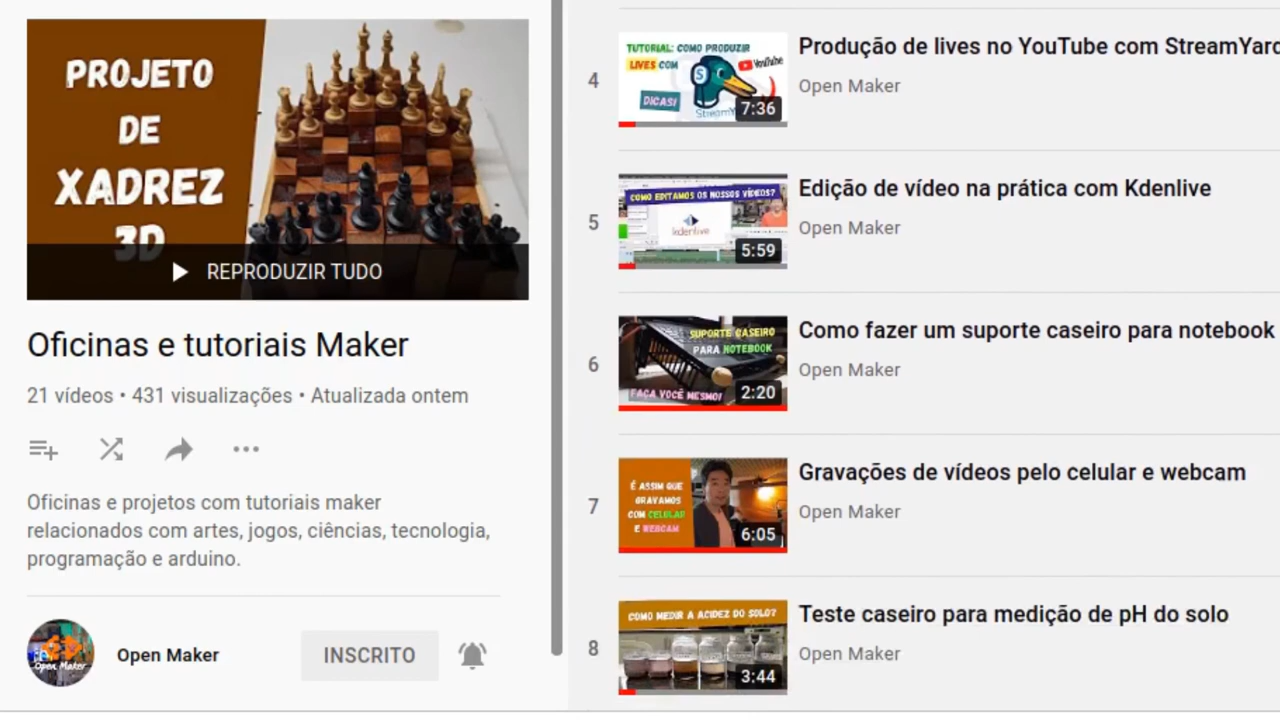 PROJETO
DE
XADREZ
3D
REPRODUZIR TUDO
Oficinas e tutoriais Maker
21 vídeos • 431 visualizações • Atualizada ontem
Oficinas e projetos com tutoriais maker
relacionados com artes, jogos, ciências, tecnologia,
programação e arduino.
Open Maker
Open Maker
INSCRITO
4
TUTORIAL: COMO PRODUZIR
LIVES COM
YouTube
DICAS!
7:36
Produção de lives no YouTube com StreamYard
Open Maker
5
COMO EDITAMOS OS NOSSOS VÍDEOS?
kdenlive
5:59
Edição de vídeo na prática com Kdenlive
Open Maker
6
SUPORTE CASEIRO
PARA NOTEBOOK
FAÇA VOCÊ MESMO!
2:20
Como fazer um suporte caseiro para notebook
Open Maker
7
É ASSIM QUE
GRAVAMOS
COM CELULAR
E WEBCAM
6:05
Gravações de vídeos pelo celular e webcam
Open Maker
8
COMO MEDIR A ACIDEZ DO SOLO?
3:44
Teste caseiro para medição de pH do solo
Open Maker